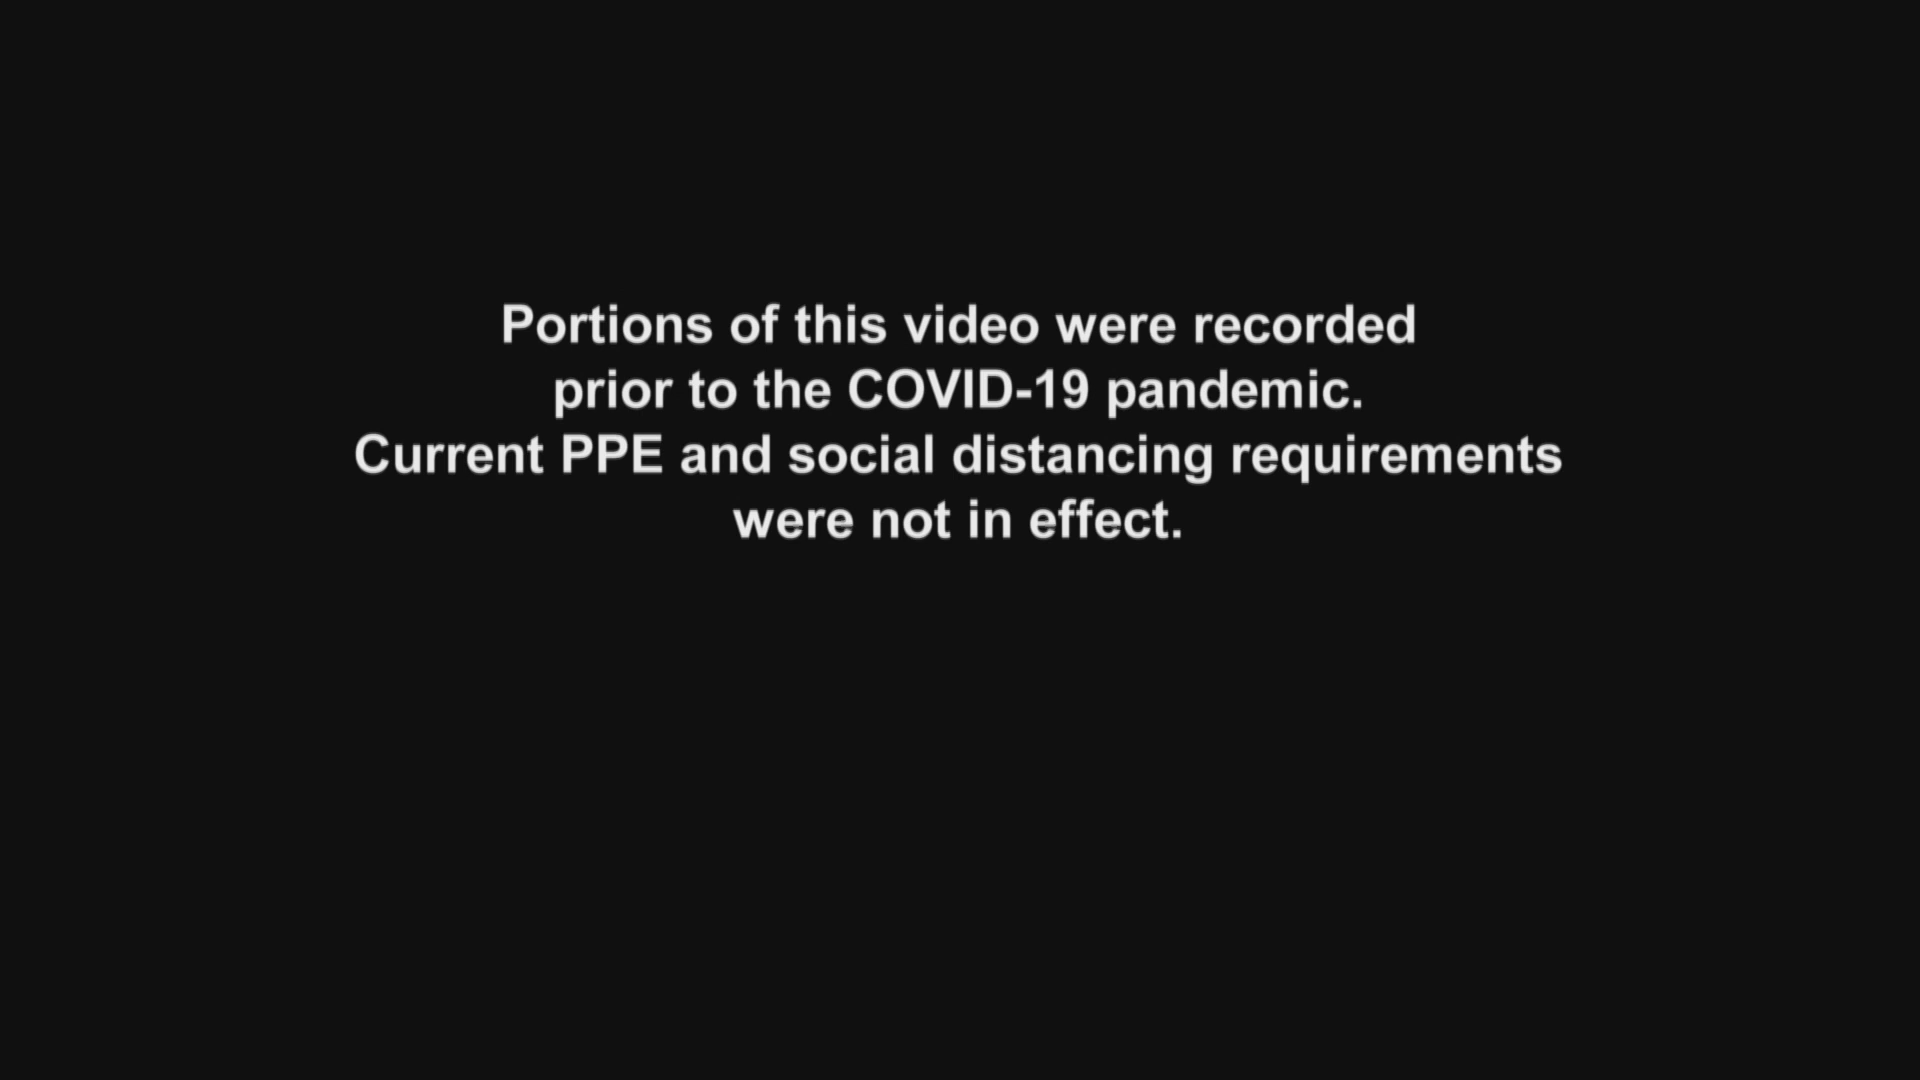 Portions of this video were recorded
prior to the COVID-19 pandemic.
Current PPE and social distancing requirements
were not in effect.